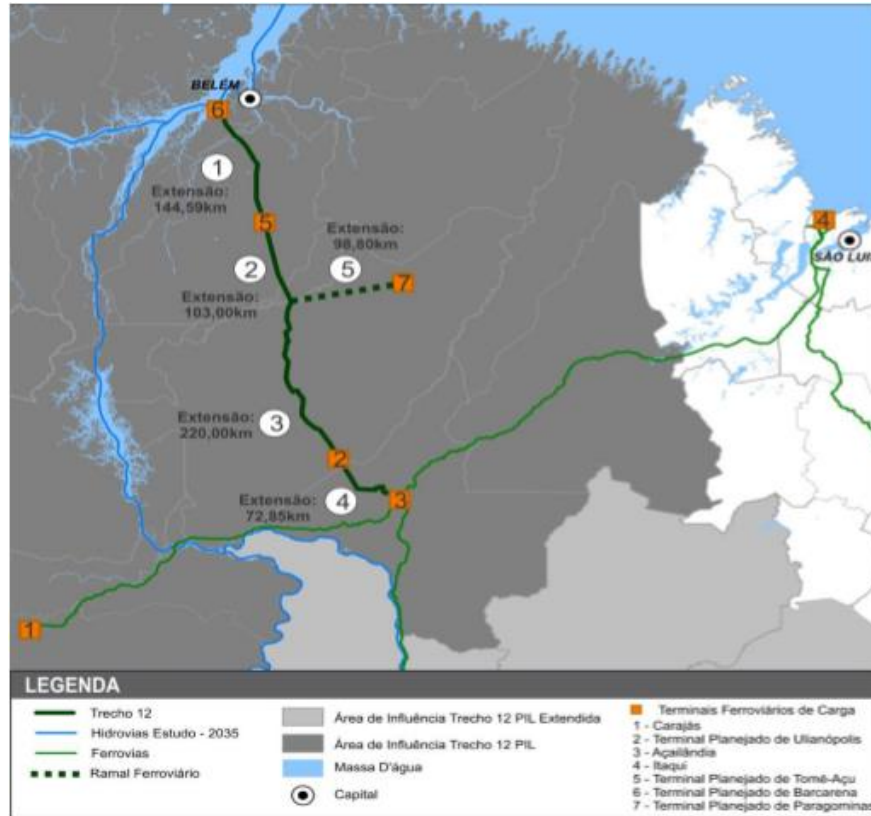 BELÉM
6
1
Extensão:
144,59km
5
Extensão:
98,80km
2
5
7
Extensão:
103,00km
4
SÃO LUIS
Extensão:
220,00km
3
2
Extensão:
72,85km
4
3
1
LEGENDA
Trecho 12
Hidrovias Estudo - 2035
Ferrovias
Ramal Ferroviário
Área de Influência Trecho 12 PIL Extendida
Área de Influência Trecho 12 PIL
Massa D'água
Capital
Terminais Ferroviários de Carga
1 - Carajás
2 - Terminal Planejado de Ulianópolis
3 - Açailândia
4 - Itaqui
5 - Terminal Planejado de Tomé-Açu
6 - Terminal Planejado de Barcarena
7 - Terminal Planejado de Paragominas